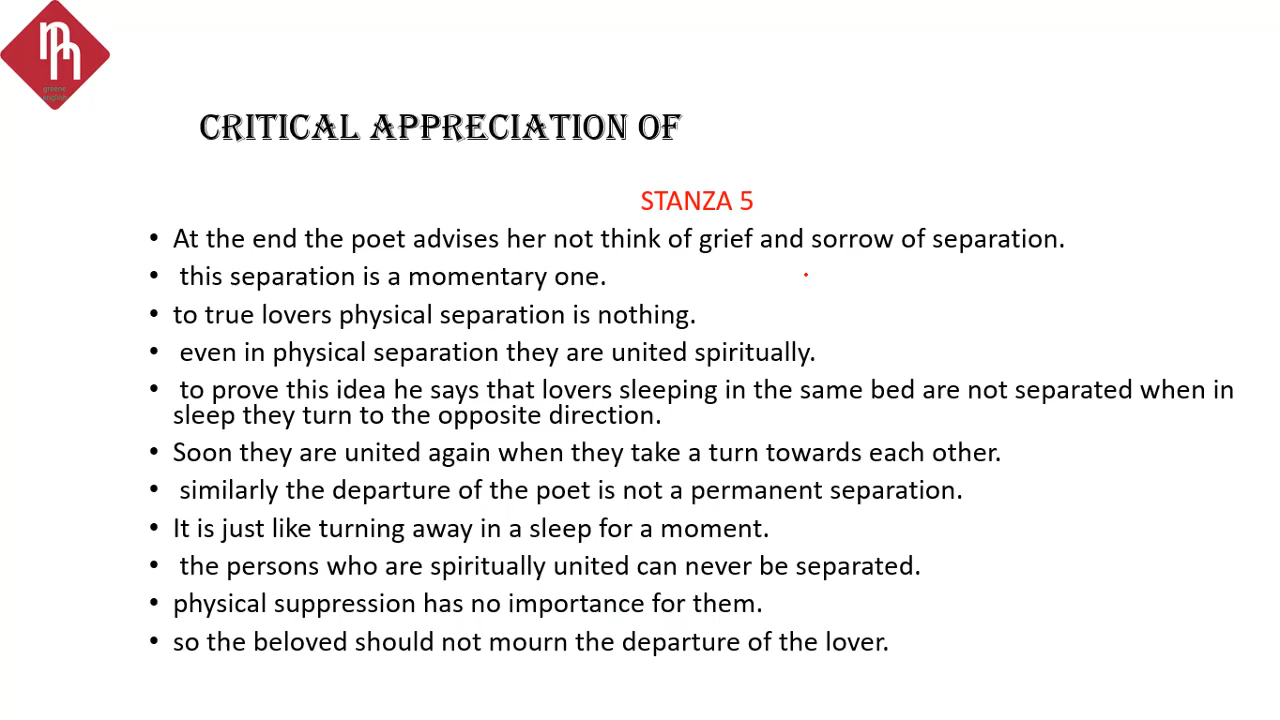 greene
english
CRITICAL APPRECIATION OF
STANZA 5
• At the end the poet advises her not think of grief and sorrow of separation.
• this separation is a momentary one.
• to true lovers physical separation is nothing.
• even in physical separation they are united spiritually.
• to prove this idea he says that lovers sleeping in the same bed are not separated when in
sleep they turn to the opposite direction.
• Soon they are united again when they take a turn towards each other.
• similarly the departure of the poet is not a permanent separation.
• It is just like turning away in a sleep for a moment.
• the persons who are spiritually united can never be separated.
• physical suppression has no importance for them.
• so the beloved should not mourn the departure of the lover.